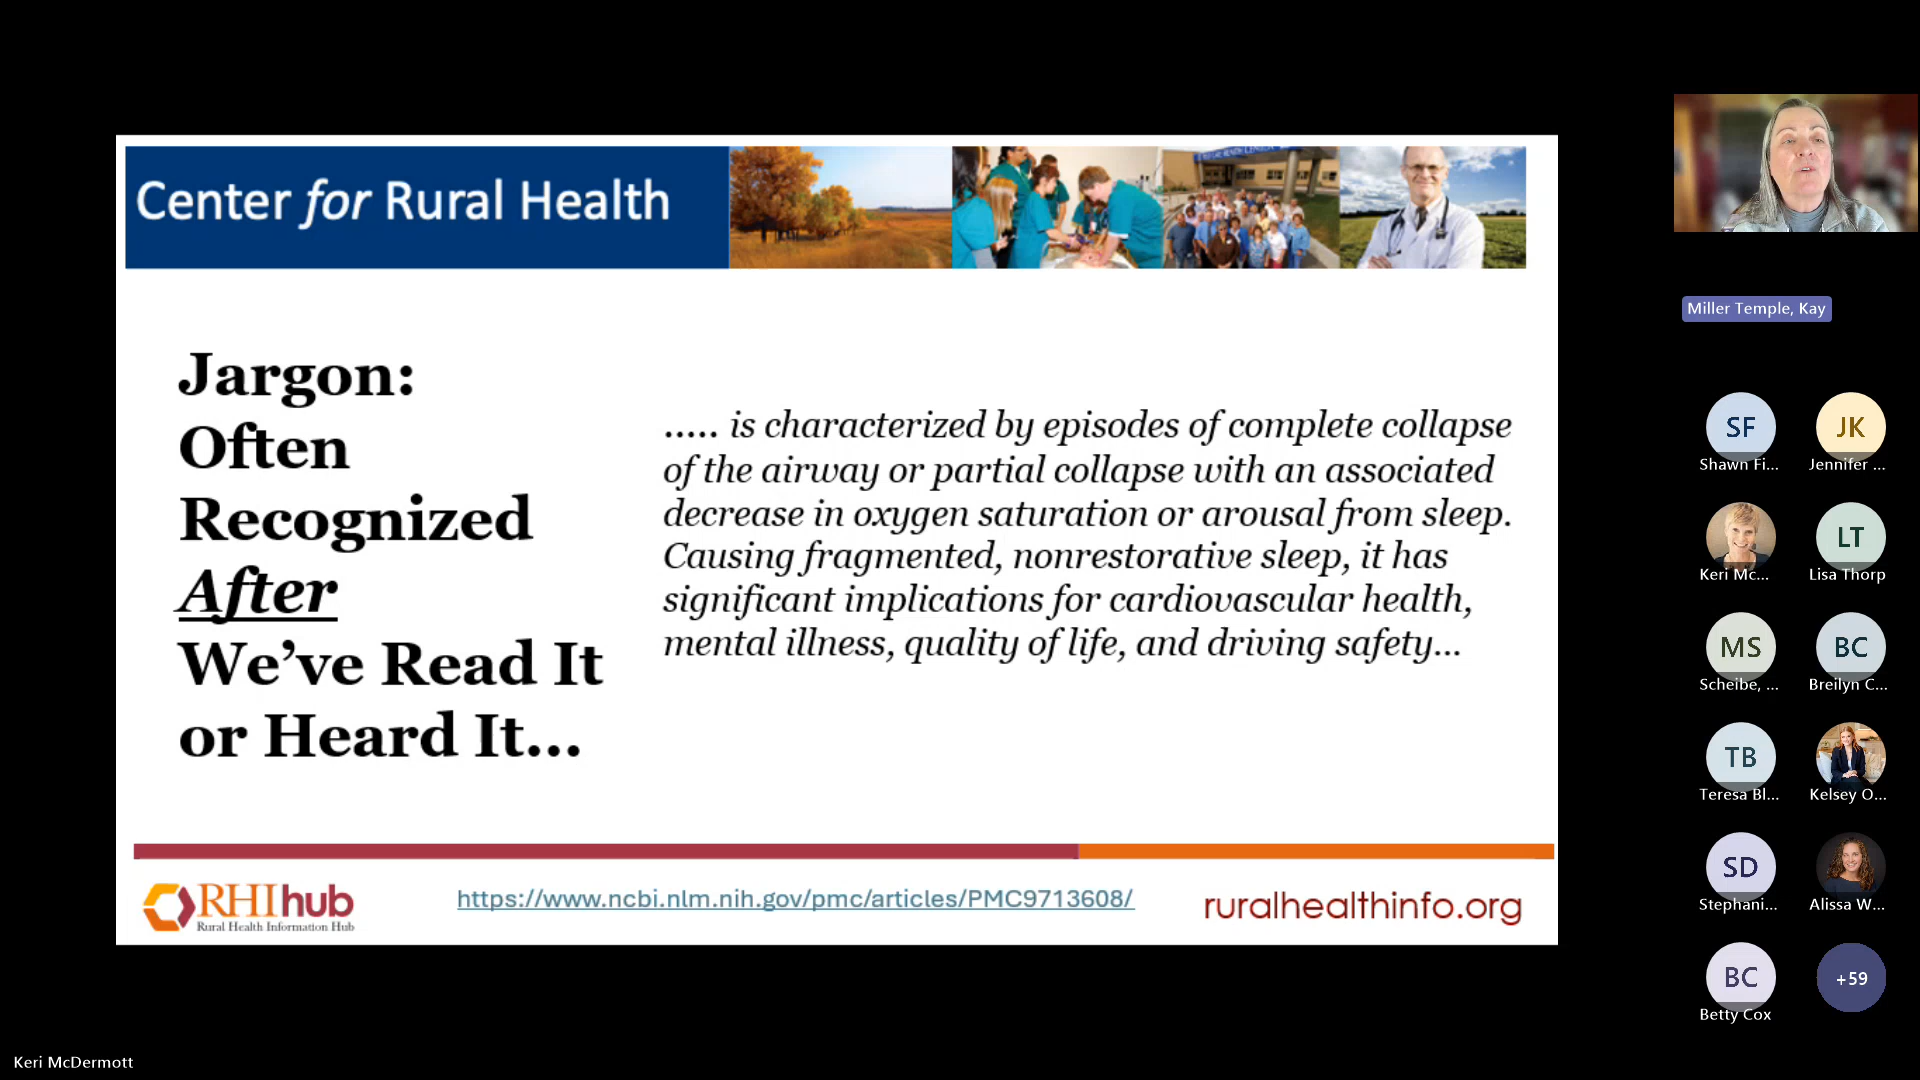 Center for Rural Health
Jargon:
Often
Recognized
After
We've Read It
or Heard It...
..... is characterized by episodes of complete collapse
of the airway or partial collapse with an associated
decrease in oxygen saturation or arousal from sleep.
Causing fragmented, nonrestorative sleep, it has
significant implications for cardiovascular health,
mental illness, quality of life, and driving safety...
RHIhub
Rural Health Information Hub
https://www.ncbi.nlm.nih.gov/pmc/articles/PMC9713608/
ruralhealthinfo.org
Miller Temple, Kay
SF
Shawn Fi...
JK
Jennifer ...
Keri Mc...
LT
Lisa Thorp
MS
Scheibe, ...
BC
Breilyn C...
TB
Teresa Bl...
Kelsey O...
SD
Stephani...
Alissa W...
BC
Betty Cox
+59
Keri McDermott